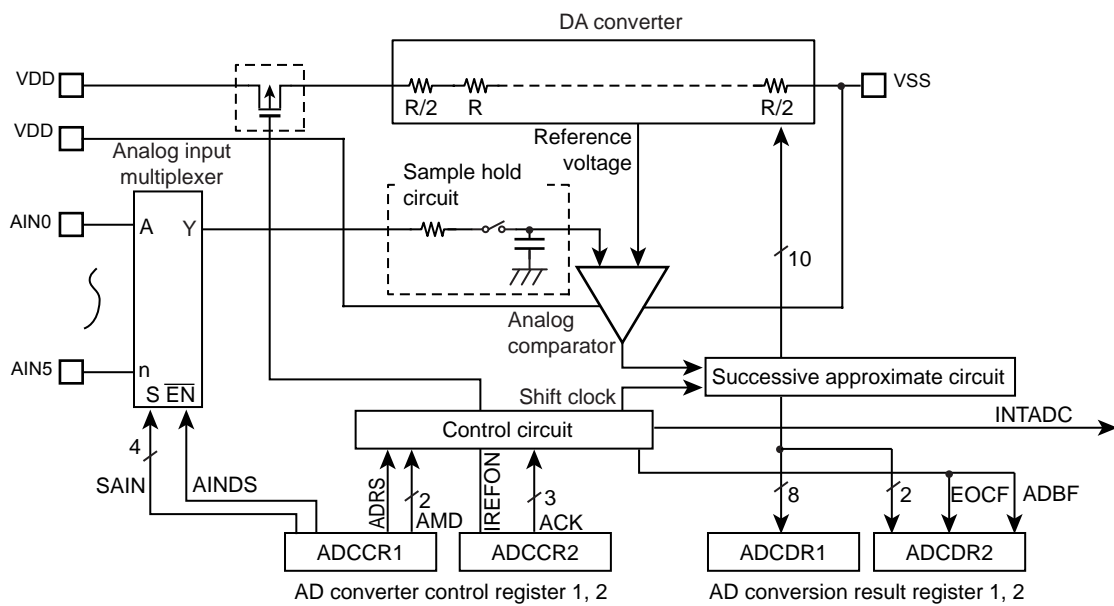 DA converter
VDD
R/2
R
R/2
VSS
VDD
Reference
voltage
Analog input
multiplexer
Sample hold
circuit
AIN0
A
Y
10
Analog
comparator
AIN5
n
S EN
Successive approximate circuit
Shift clock
INTADC
Control circuit
4
SAIN
AINDS
ADRS
2
AMD
IREFON
3
ACK
8
2
EOCF
ADBF
ADCCR1
ADCCR2
ADCDR1
ADCDR2
AD converter control register 1, 2
AD conversion result register 1, 2